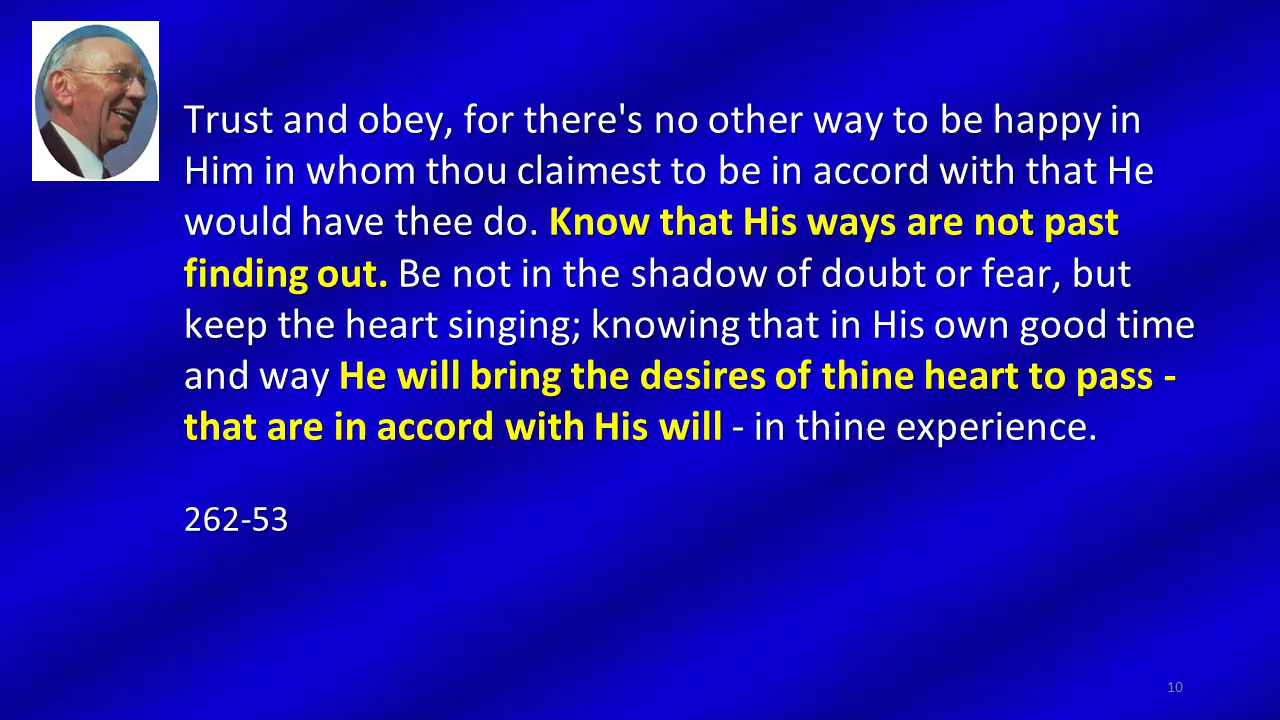 Trust and obey, for there's no other way to be happy in
Him in whom thou claimest to be in accord with that He
would have thee do. Know that His ways are not past
finding out. Be not in the shadow of doubt or fear, but
keep the heart singing; knowing that in His own good time
and way He will bring the desires of thine heart to pass -
that are in accord with His will - in thine experience.
262-53
10